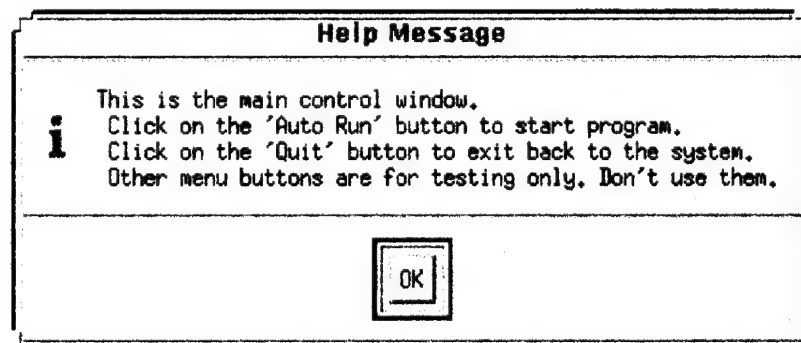 Help Message
This is the main control window.
Click on the 'Auto Run' button to start program.
Click on the 'Quit' button to exit back to the system.
Other menu buttons are for testing only. Don't use them.
OK